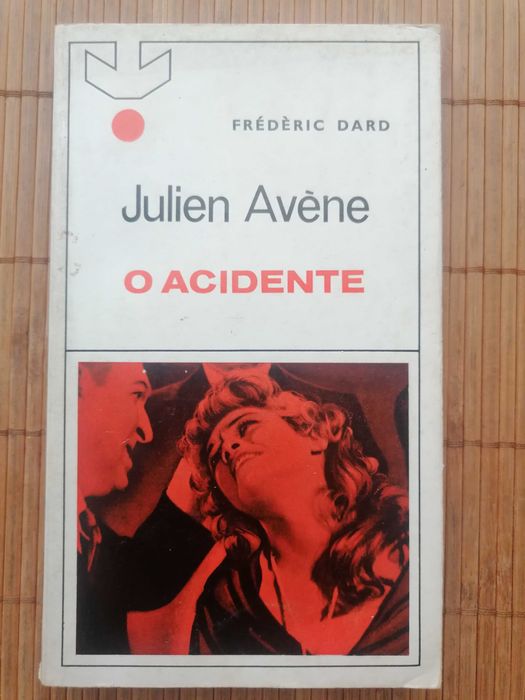 FRÉDÈRIC DARD
Julien Avène
O ACIDENTE